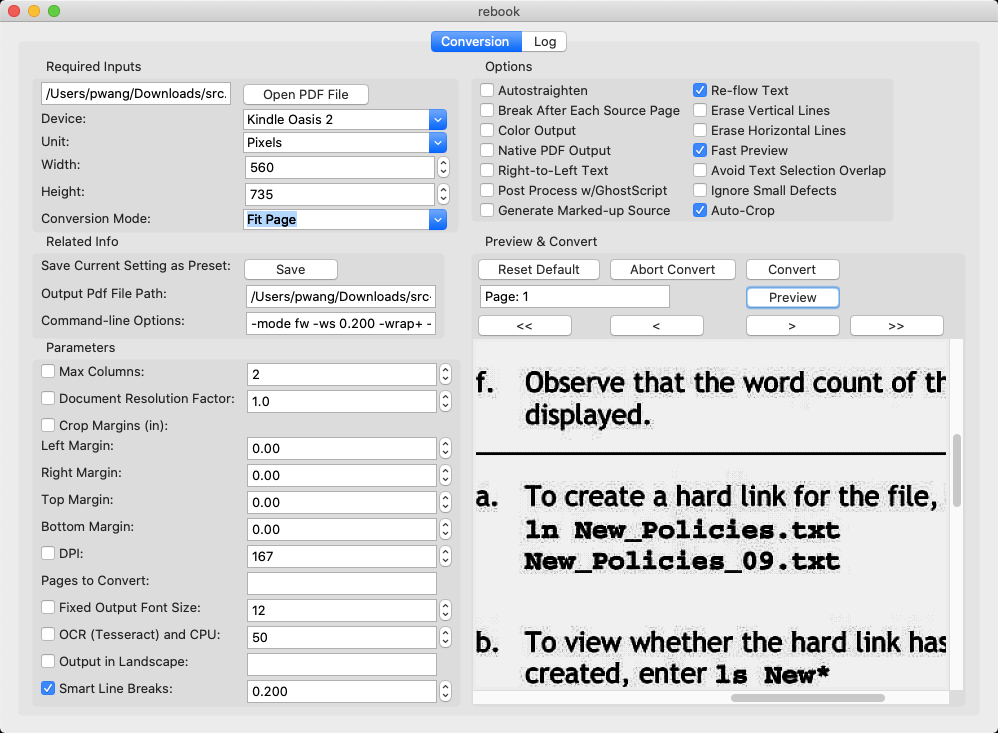 rebook
Conversion
Log
Required Inputs
/Users/pwang/Downloads/src.
Open PDF File
Device:
Kindle Oasis 2
Unit:
Pixels
Width:
560
Height:
735
Conversion Mode:
Fit Page
Related Info
Save Current Setting as Preset:
Save
Output Pdf File Path:
/Users/pwang/Downloads/src-
Command-line Options:
-mode fw -ws 0.200 -wrap+ -
Parameters
Max Columns:
2
Document Resolution Factor:
1.0
Crop Margins (in):
Left Margin:
0.00
Right Margin:
0.00
Top Margin:
0.00
Bottom Margin:
0.00
DPI:
167
Pages to Convert:
Fixed Output Font Size:
12
OCR (Tesseract) and CPU:
50
Output in Landscape:
Smart Line Breaks:
0.200
Options
Autostraighten
Break After Each Source Page
Color Output
Native PDF Output
Right-to-Left Text
Post Process w/GhostScript
Generate Marked-up Source
Re-flow Text
Erase Vertical Lines
Erase Horizontal Lines
Fast Preview
Avoid Text Selection Overlap
Ignore Small Defects
Auto-Crop
Preview & Convert
Reset Default
Abort Convert
Convert
Page: 1
Preview
<<
<
>
>>
f. Observe that the word count of th
displayed.
a. To create a hard link for the file,
ln New_Policies.txt
New_Policies_09.txt
b. To view whether the hard link has
created, enter ls New*